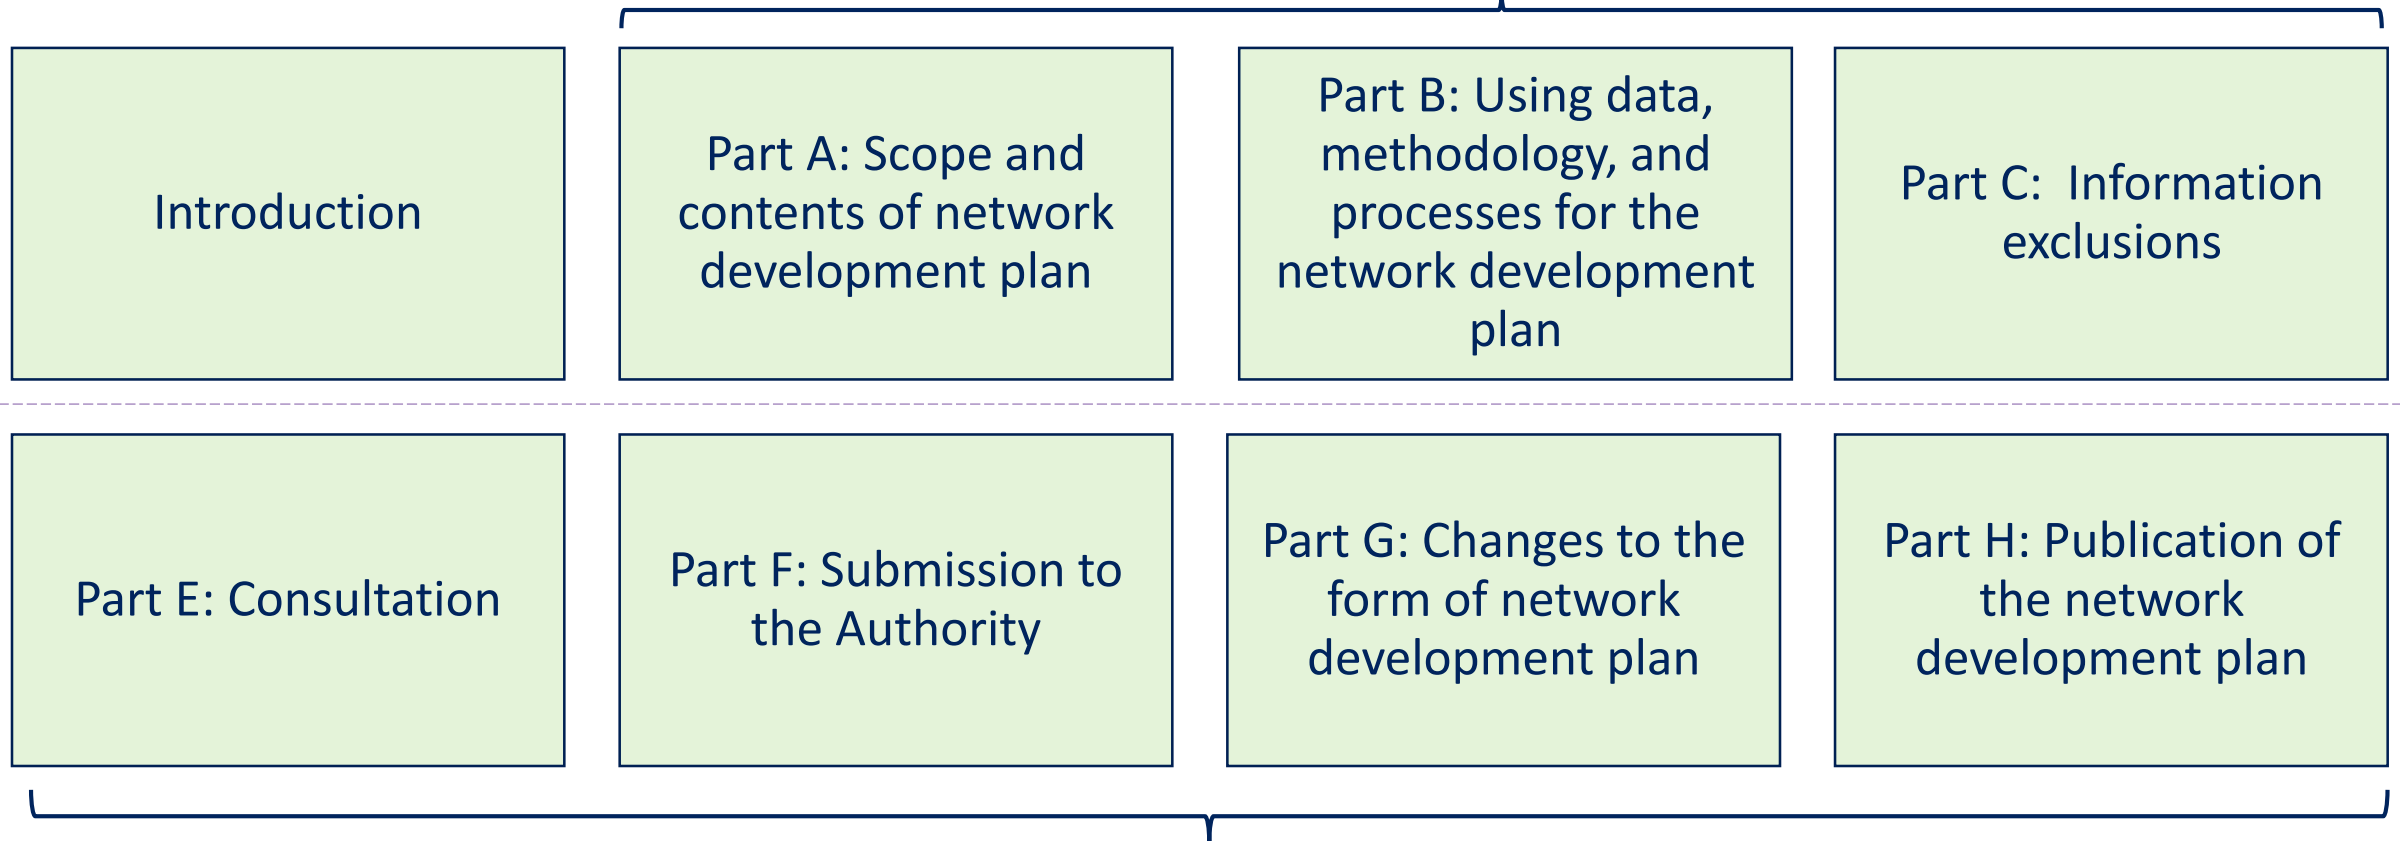 Introduction
Part A: Scope and
contents of network
development plan
Part B: Using data,
methodology, and
processes for the
network development
plan
Part C:  Information
exclusions
Part E: Consultation
Part F: Submission to
the Authority
Part G: Changes to the
form of network
development plan
Part H: Publication of
the network
development plan